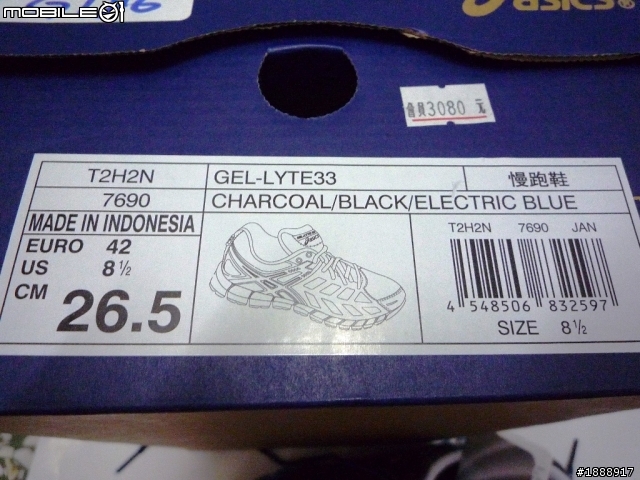 MOBILE01
asics®
會員3080元
T2H2N
GEL-LYTE33
慢跑鞋
7690
CHARCOAL/BLACK/ELECTRIC BLUE
MADE IN INDONESIA
EURO 42
US 8½
CM 26.5
T2H2N 7690 JAN
4 548506 832597
SIZE 8½
#1888917